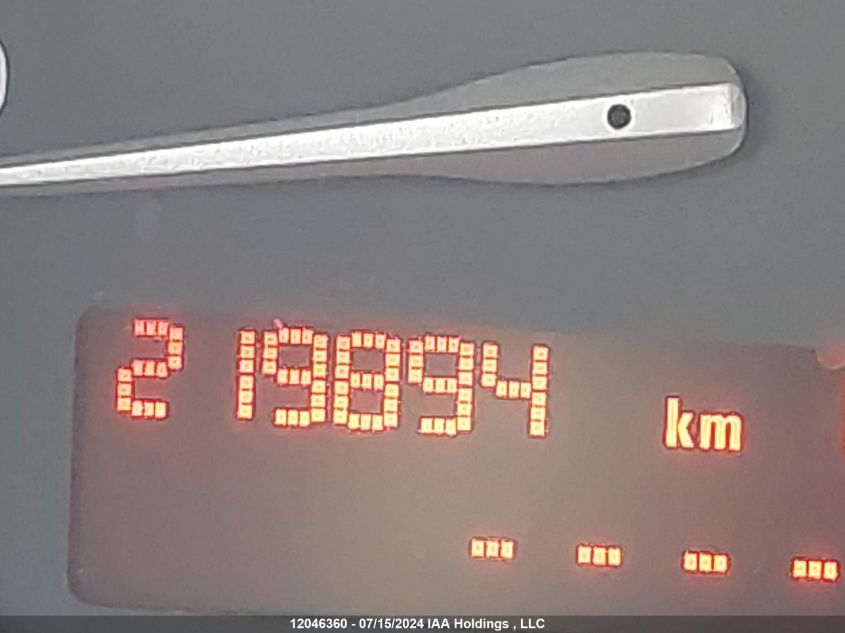 219894 km
---   ---   ---   ---
12046360 - 07/15/2024 IAA Holdings , LLC